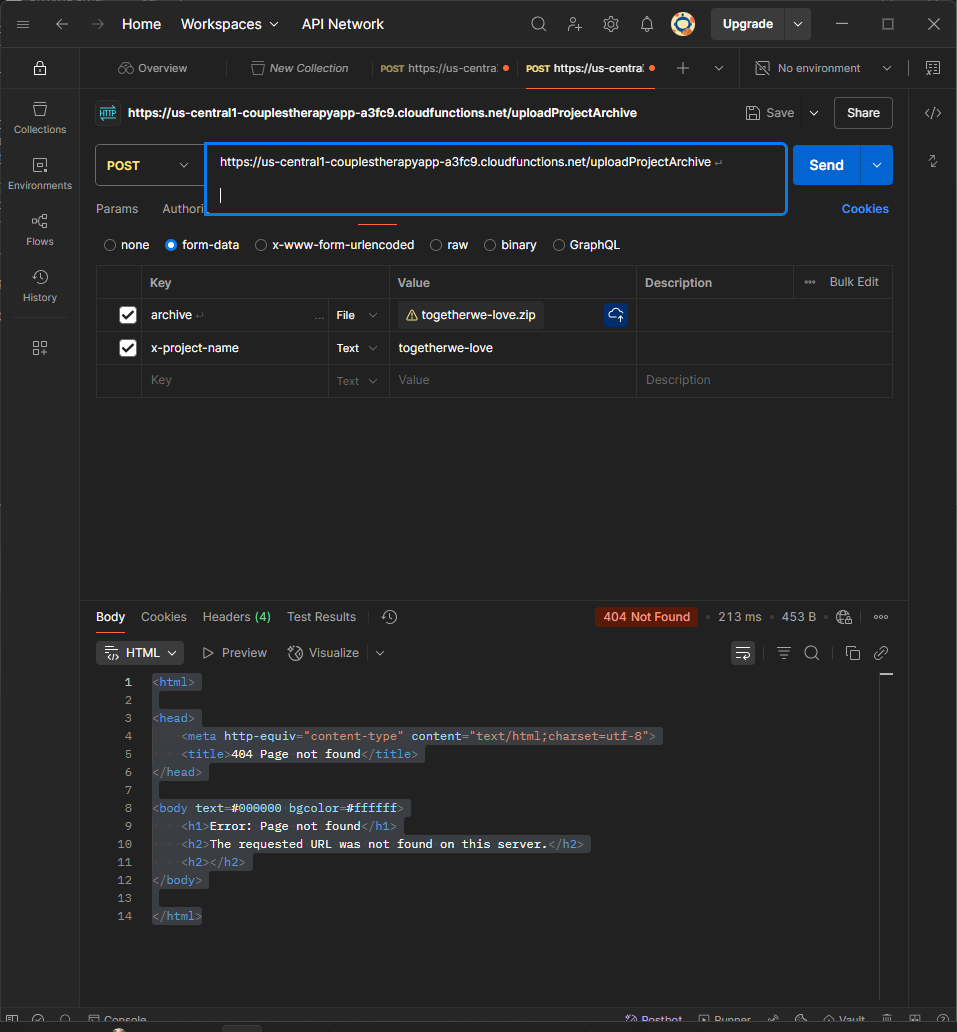 Home Workspaces API Network Upgrade
Overview New Collection POST https://us-central POST https://us-central No environment
HTTP https://us-central1-couplestherapyapp-a3fc9.cloudfunctions.net/uploadProjectArchive Save Share
Collections
Environments
Flows
History
POST https://us-central1-couplestherapyapp-a3fc9.cloudfunctions.net/uploadProjectArchive ↵ Send
Params Authori Cookies
none form-data x-www-form-urlencoded raw binary GraphQL
Key Value Description ••• Bulk Edit
archive ↵ ... File togetherwe-love.zip
x-project-name Text togetherwe-love
Key Text Value Description
Body Cookies Headers (4) Test Results 404 Not Found • 213 ms • 453 B •••
HTML Preview Visualize
1 <html>
2
3 <head>
4 <meta http-equiv="content-type" content="text/html;charset=utf-8">
5 <title>404 Page not found</title>
6 </head>
7
8 <body text=#000000 bgcolor=#ffffff>
9 <h1>Error: Page not found</h1>
10 <h2>The requested URL was not found on this server.</h2>
11 <h2></h2>
12 </body>
13
14 </html>
Console Postbot Runner Vault